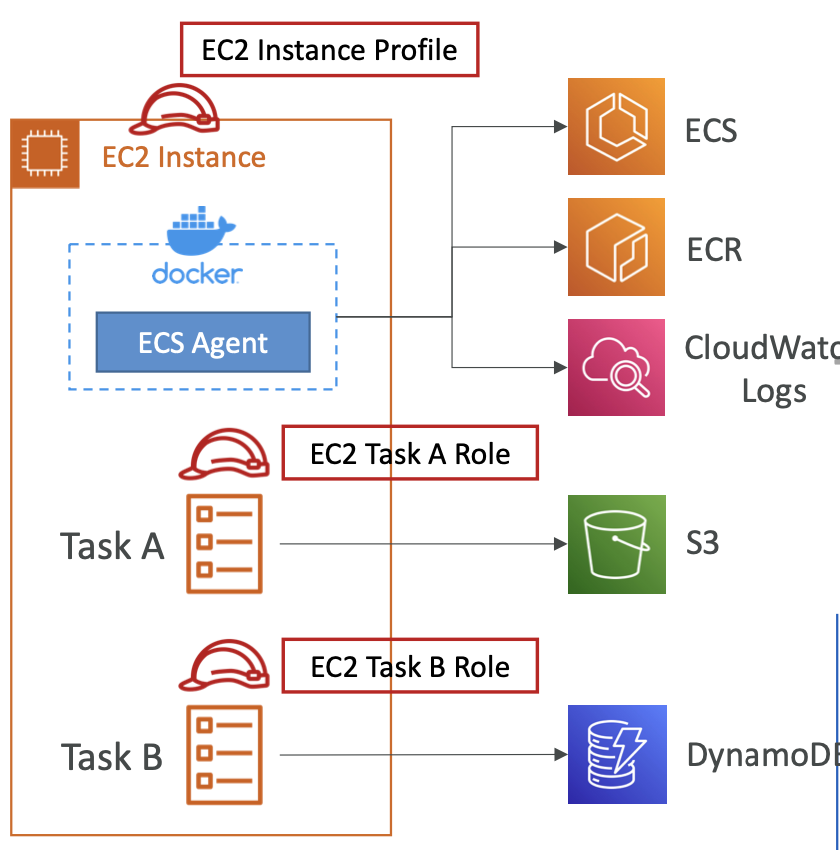 EC2 Instance Profile
EC2 Instance
ECS
docker
ECR
ECS Agent
CloudWatc
Logs
EC2 Task A Role
Task A
S3
EC2 Task B Role
Task B
DynamoDB